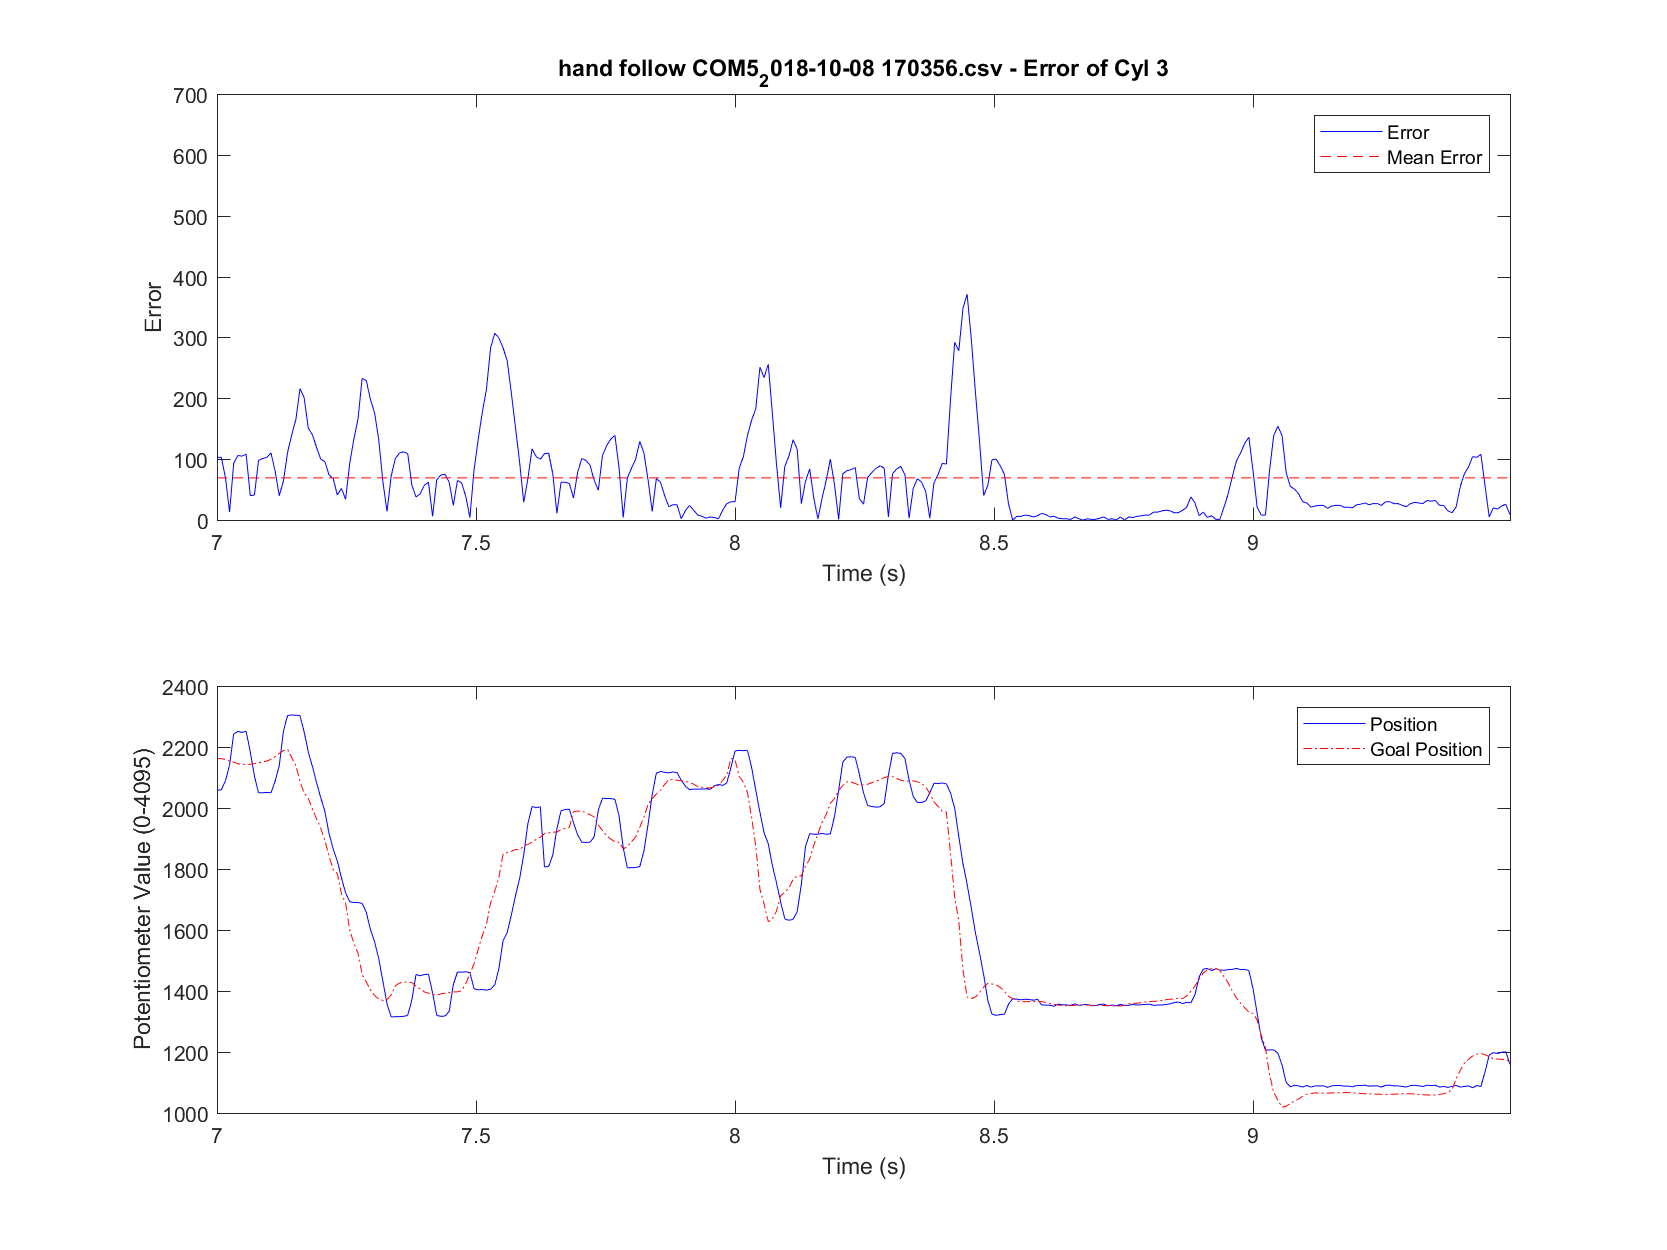 hand follow COM5₂018-10-08 170356.csv - Error of Cyl 3
700
600
500
400
300
200
100
0
Error
Error
Mean Error
7
7.5
8
8.5
9
Time (s)
2400
2200
2000
1800
1600
1400
1200
1000
Potentiometer Value (0-4095)
Position
Goal Position
7
7.5
8
8.5
9
Time (s)